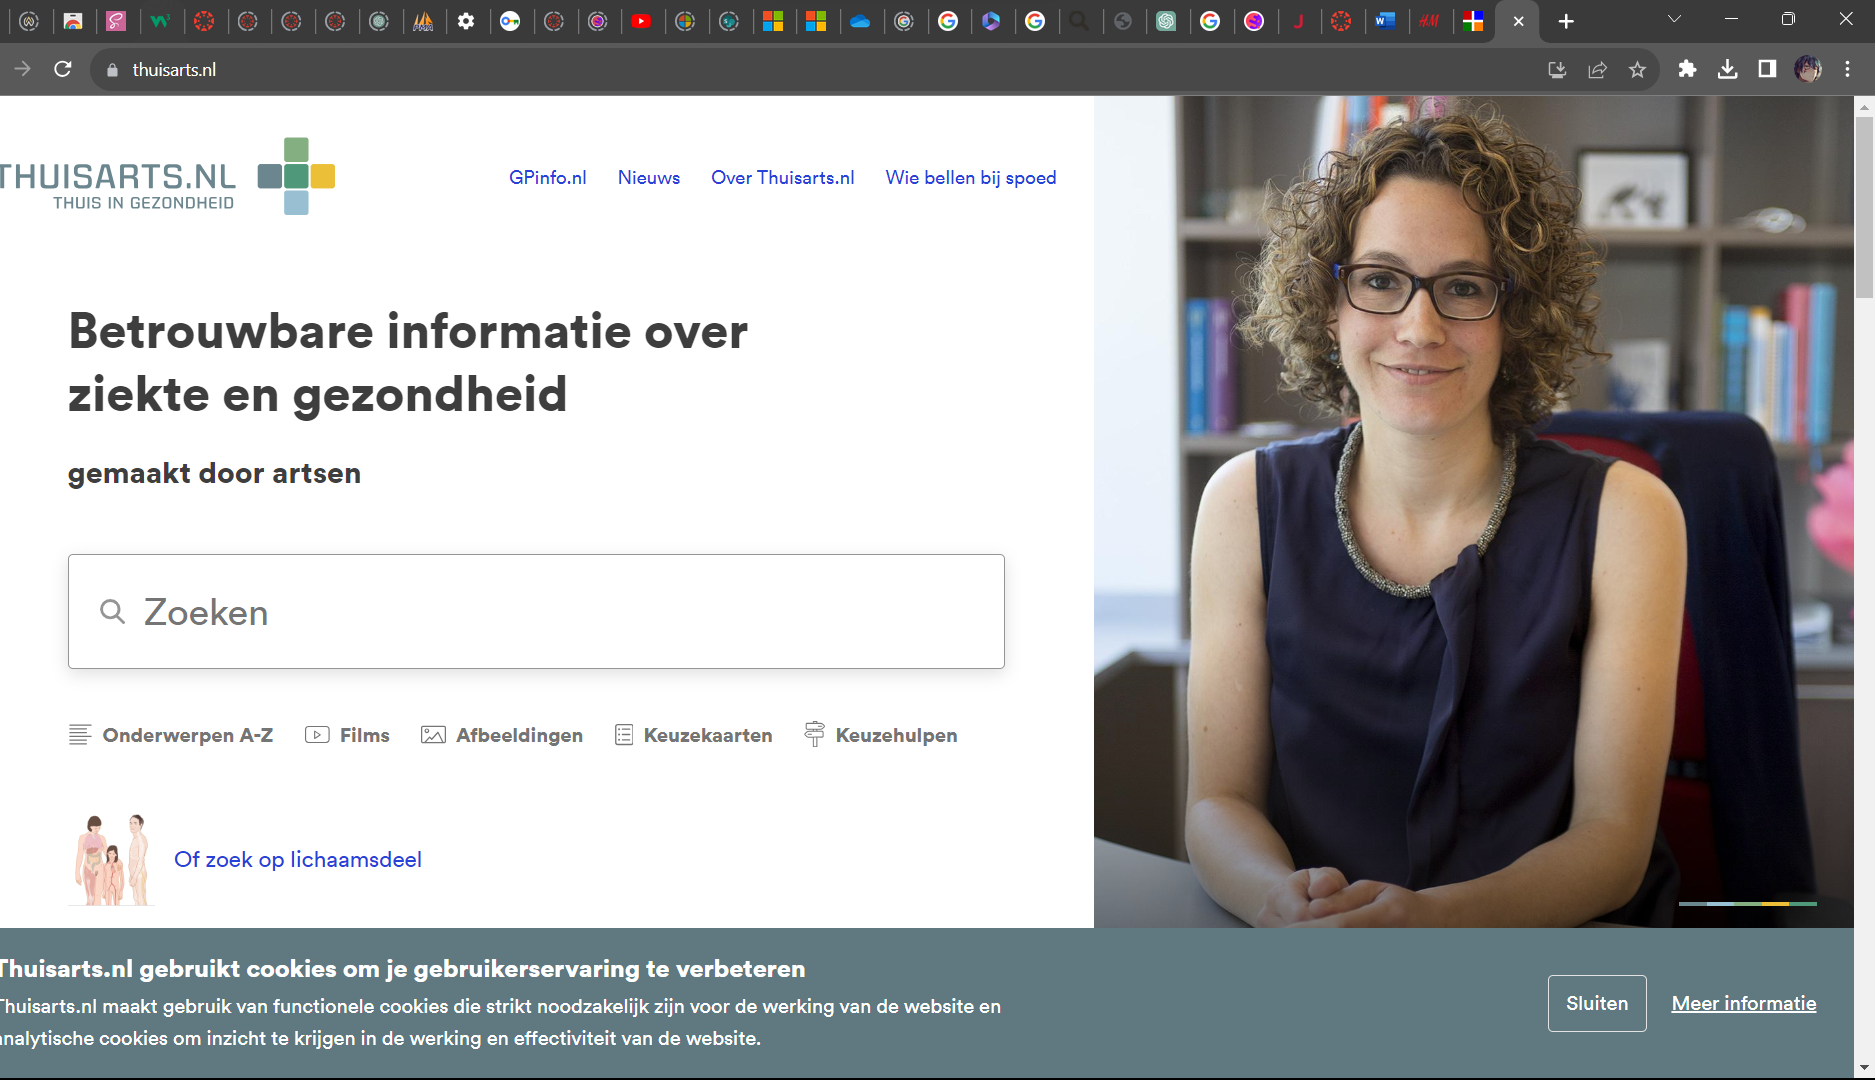 thuisarts.nl
THUISARTS.NL
THUIS IN GEZONDHEID
GPinfo.nl Nieuws Over Thuisarts.nl Wie bellen bij spoed
Betrouwbare informatie over
ziekte en gezondheid
gemaakt door artsen
Zoeken
Onderwerpen A-Z Films Afbeeldingen Keuzekaarten Keuzehulpen
Of zoek op lichaamsdeel
Thuisarts.nl gebruikt cookies om je gebruikerservaring te verbeteren
Thuisarts.nl maakt gebruik van functionele cookies die strikt noodzakelijk zijn voor de werking van de website en
analytische cookies om inzicht te krijgen in de werking en effectiviteit van de website.
Sluiten Meer informatie